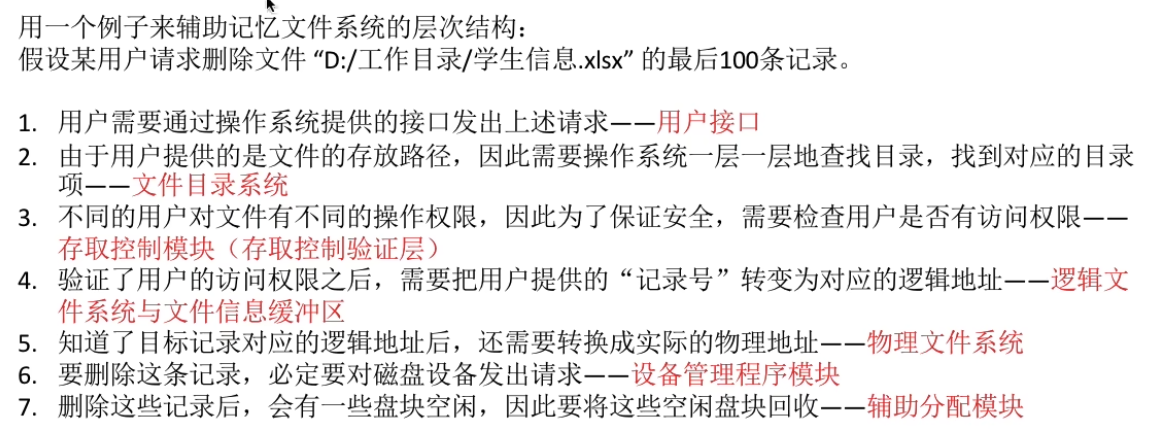 用一个例子来辅助记忆文件系统的层次结构：
假设某用户请求删除文件 “D:/工作目录/学生信息.xlsx” 的最后100条记录。
1. 用户需要通过操作系统提供的接口发出上述请求——用户接口
2. 由于用户提供的是文件的存放路径，因此需要操作系统一层一层地查找目录，找到对应的目录
项——文件目录系统
3. 不同的用户对文件有不同的操作权限，因此为了保证安全，需要检查用户是否有访问权限——
存取控制模块（存取控制验证层）
4. 验证了用户的访问权限之后，需要把用户提供的“记录号”转变为对应的逻辑地址——逻辑文
件系统与文件信息缓冲区
5. 知道了目标记录对应的逻辑地址后，还需要转换成实际的物理地址——物理文件系统
6. 要删除这条记录，必定要对磁盘设备发出请求——设备管理程序模块
7. 删除这些记录后，会有一些盘块空闲，因此要将这些空闲盘块回收——辅助分配模块